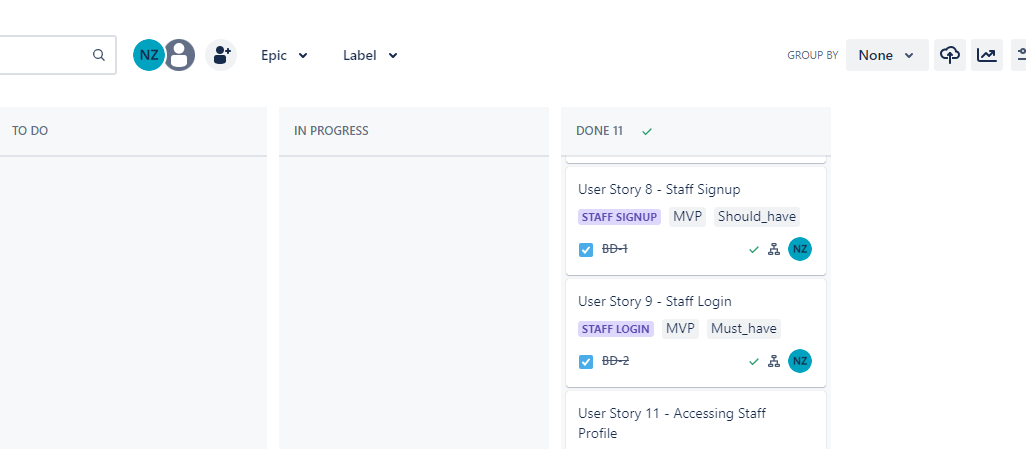 NZ
Epic
Label
GROUP BY
None
TO DO
IN PROGRESS
DONE 11
User Story 8 - Staff Signup
STAFF SIGNUP MVP Should_have
BD-1
NZ
User Story 9 - Staff Login
STAFF LOGIN MVP Must_have
BD-2
NZ
User Story 11 - Accessing Staff
Profile